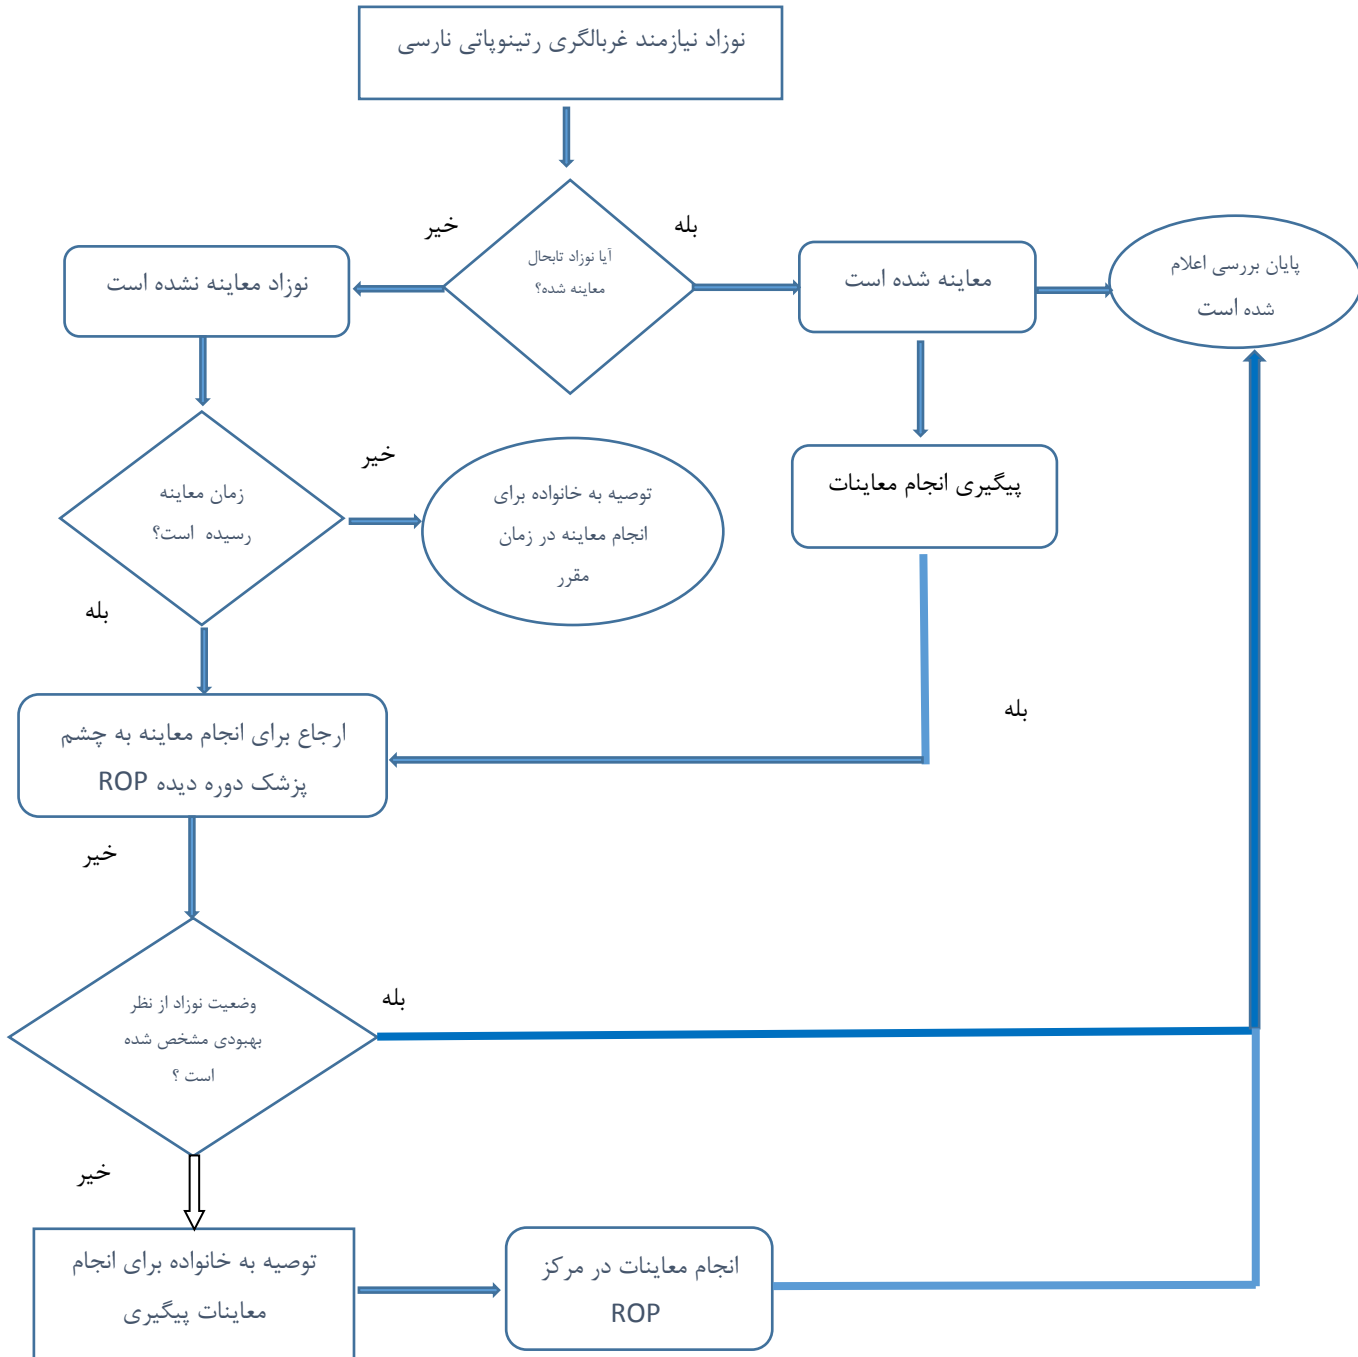 نوزاد نیازمند غربالگری رتینوپاتی نارسی
خیر
بله
آیا نوزاد تابحال
معاینه شده؟
نوزاد معاینه نشده است
معاینه شده است
پایان بررسی اعلام
شده است
خیر
زمان معاینه
رسیده است؟
توصیه به خانواده برای
انجام معاینه در زمان
مقرر
پیگیری انجام معاینات
بله
بله
ارجاع برای انجام معاینه به چشم
پزشک دوره دیده ROP
خیر
وضعیت نوزاد از نظر
بهبودی مشخص شده
است ؟
بله
خیر
توصیه به خانواده برای انجام
معاینات پیگیری
انجام معاینات در مرکز
ROP